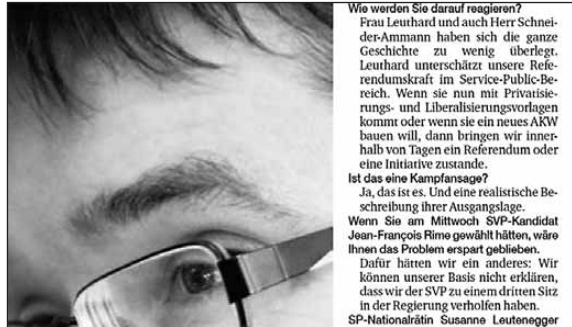 Wie werden Sie darauf reagieren?
Frau Leuthard und auch Herr Schnei-
der-Ammann haben sich die ganze
Geschichte zu wenig überlegt.
Leuthard unterschätzt unsere Refe-
rendumskraft im Service-Public-Be-
reich. Wenn sie nun mit Privatisie-
rungs- und Liberalisierungsvorlagen
kommt oder wenn sie ein neues AKW
bauen will, dann bringen wir inner-
halb von Tagen ein Referendum oder
eine Initiative zustande.
Ist das eine Kampfansage?
Ja, das ist es. Und eine realistische Be-
schreibung ihrer Ausgangslage.
Wenn Sie am Mittwoch SVP-Kandidat
Jean-François Rime gewählt hätten, wäre
Ihnen das Problem erspart geblieben.
Dafür hätten wir ein anderes: Wir
können unserer Basis nicht erklären,
dass wir der SVP zu einem dritten Sitz
in der Regierung verholfen haben.
SP-Nationalrätin Susanne Leutenegger